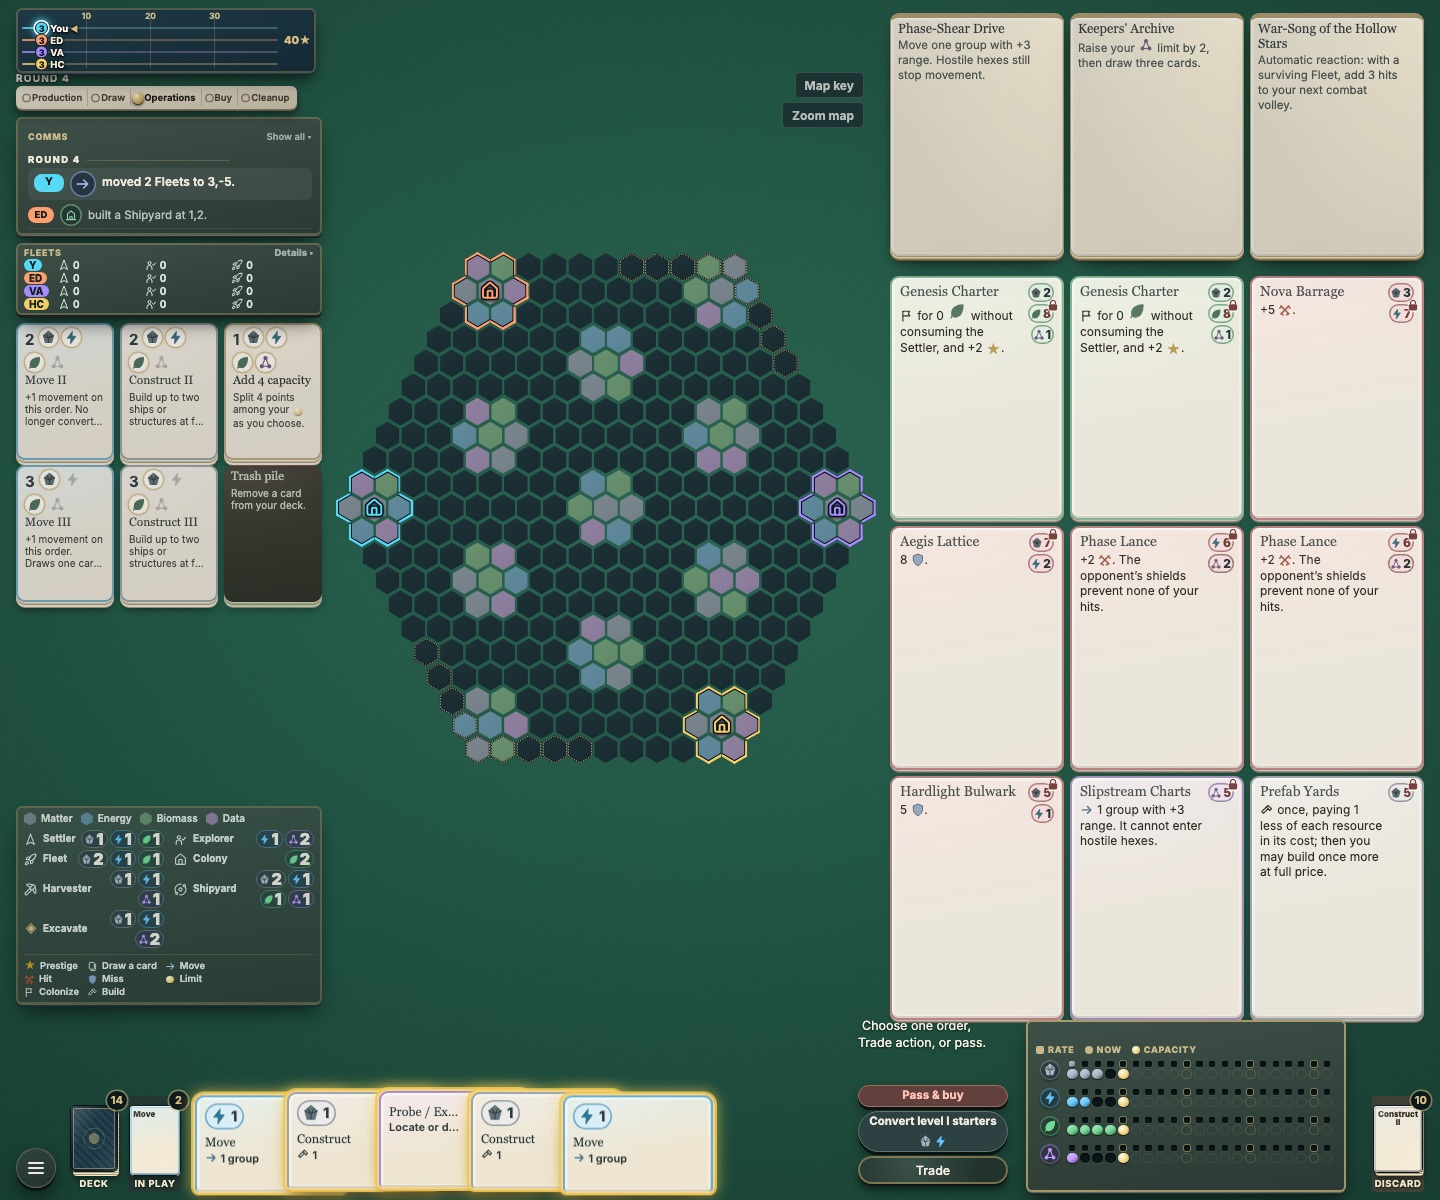 10 20 30
3 You
3 ED
3 VA
3 HC
40
ROUND 4
Production Draw Operations Buy Cleanup
COMMS Show all
ROUND 4
Y moved 2 Fleets to 3,-5.
ED built a Shipyard at 1,2.
FLEETS Details
Y 0 0 0
ED 0 0 0
VA 0 0 0
HC 0 0 0
2
Move II
+1 movement on
this order. No
longer convert...
2
Construct II
Build up to two
ships or
structures at f...
1
Add 4 capacity
Split 4 points
among your
as you choose.
3
Move III
+1 movement on
this order.
Draws one car...
3
Construct III
Build up to two
ships or
structures at f...
Trash pile
Remove a card
from your deck.
Matter Energy Biomass Data
Settler 1 1 1 Explorer 1 2
Fleet 2 1 1 Colony 2
Harvester 1 1 1 Shipyard 2 1 1 1
Excavate 1 1 2
Prestige Draw a card Move
Hit Miss Limit
Colonize Build
Map key
Zoom map
Phase-Shear Drive
Move one group with +3
range. Hostile hexes still
stop movement.
Keepers' Archive
Raise your limit by 2,
then draw three cards.
War-Song of the Hollow
Stars
Automatic reaction: with a
surviving Fleet, add 3 hits
to your next combat
volley.
Genesis Charter 2
8
1
for 0 without
consuming the
Settler, and +2 .
Genesis Charter 2
8
1
for 0 without
consuming the
Settler, and +2 .
Nova Barrage 3
7
+5 .
Aegis Lattice 7
2
8 .
Phase Lance 6
2
+2 . The
opponent's shields
prevent none of your
hits.
Phase Lance 6
2
+2 . The
opponent's shields
prevent none of your
hits.
Hardlight Bulwark 5
1
5 .
Slipstream Charts 5
→ 1 group with +3
range. It cannot enter
hostile hexes.
Prefab Yards 5
once, paying 1
less of each resource
in its cost; then you
may build once more
at full price.
Choose one order,
Trade action, or pass.
Pass & buy
Convert level I starters
Trade
RATE NOW CAPACITY
14
DECK
2
Move
IN PLAY
1
Move
→ 1 group
1
Construct
1
Probe / Ex...
Locate or d...
1
Construct
1
1
Move
→ 1 group
10
Construct
II
DISCARD